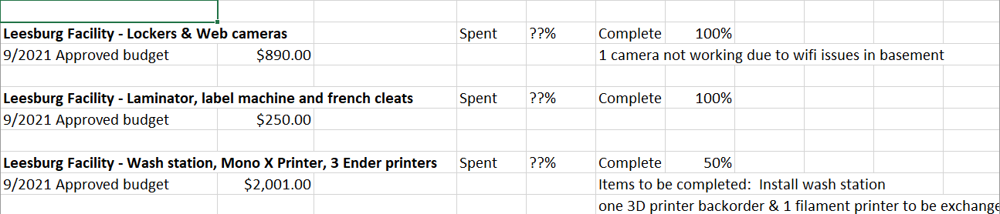 Leesburg Facility - Lockers & Web cameras Spent ??% Complete 100%
9/2021 Approved budget $890.00 1 camera not working due to wifi issues in basement
Leesburg Facility - Laminator, label machine and french cleats Spent ??% Complete 100%
9/2021 Approved budget $250.00
Leesburg Facility - Wash station, Mono X Printer, 3 Ender printers Spent ??% Complete 50%
9/2021 Approved budget $2,001.00 Items to be completed:  Install wash station
one 3D printer backorder & 1 filament printer to be exchange